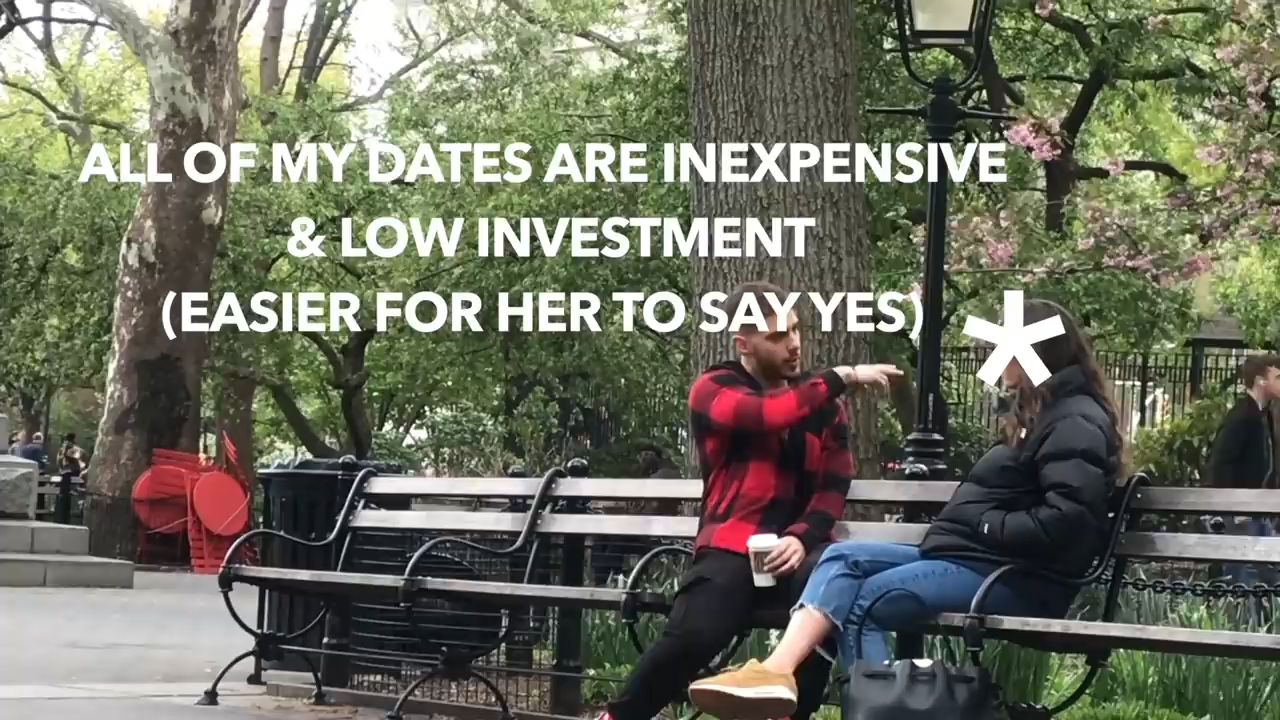 ALL OF MY DATES ARE INEXPENSIVE
& LOW INVESTMENT
(EASIER FOR HER TO SAY YES)